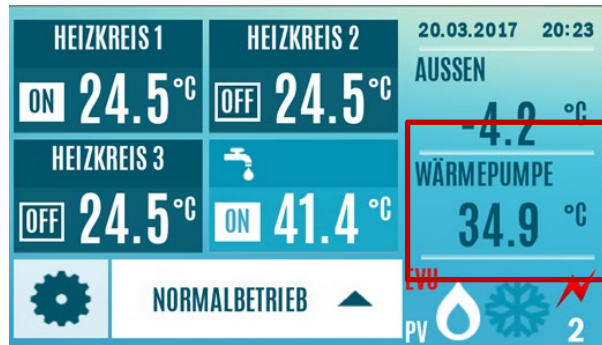 HEIZKREIS 1
ON 24.5°C
HEIZKREIS 2
OFF 24.5°C
HEIZKREIS 3
OFF 24.5°C
ON 41.4 °C
NORMALBETRIEB
20.03.2017 20:23
AUSSEN
-4.2 °C
WÄRMEPUMPE
34.9 °C
EVU
PV
2